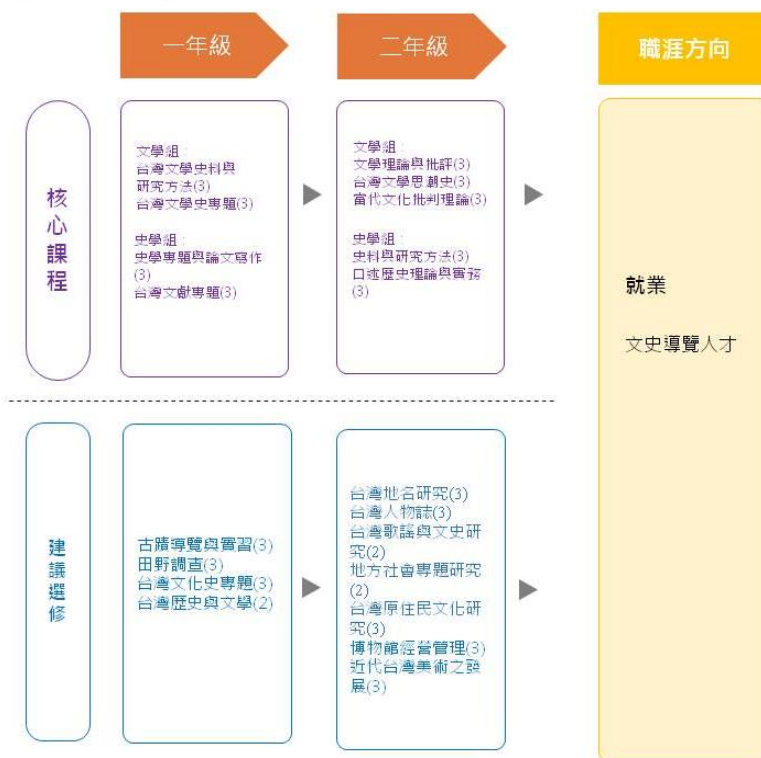 一年級
二年級
職涯方向
核心課程
文學組:
台灣文學史料與
研究方法(3)
台灣文學史專題(3)
史學組:
史學專題與論文寫作
(3)
台灣文獻專題(3)
文學組:
文學理論與批評(3)
台灣文學思潮史(3)
當代文化批判理論(3)
史學組:
史料與研究方法(3)
口述歷史理論與實務
(3)
就業
文史導覽人才
建議選修
古蹟導覽與實習(3)
田野調查(3)
台灣文化史專題(3)
台灣歷史與文學(2)
台灣地名研究(3)
台灣人物誌(3)
台灣歌謠與文史研
究(2)
地方社會專題研究
(2)
台灣原住民文化研
究(3)
博物館經營管理(3)
近代台灣美術之發
展(3)